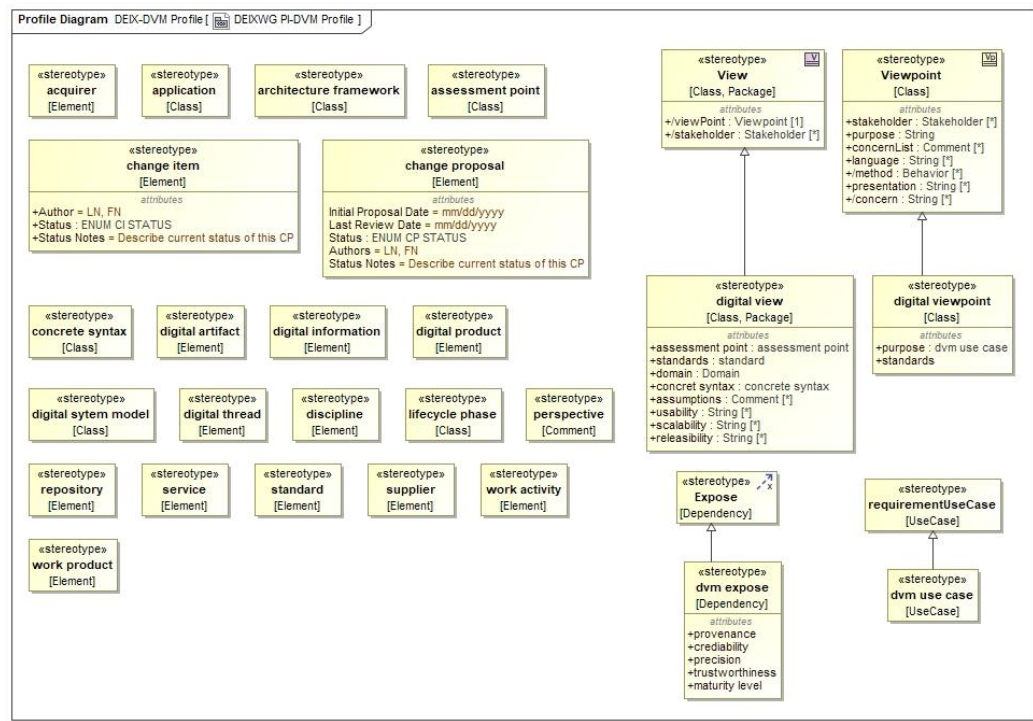 Profile Diagram DEIX-DVM Profile [ DEIXWG PI-DVM Profile ]
«stereotype»
acquirer
[Element]
«stereotype»
application
[Class]
«stereotype»
architecture framework
[Class]
«stereotype»
assessment point
[Class]
«stereotype»
change item
[Element]
attributes
+Author = LN, FN
+Status : ENUM CI STATUS
+Status Notes = Describe current status of this CP
«stereotype»
change proposal
[Element]
attributes
Initial Proposal Date = mm/dd/yyyy
Last Review Date = mm/dd/yyyy
Status : ENUM CP STATUS
Authors = LN, FN
Status Notes = Describe current status of this CP
«stereotype»
concrete syntax
[Class]
«stereotype»
digital artifact
[Element]
«stereotype»
digital information
[Element]
«stereotype»
digital product
[Element]
«stereotype»
digital sytem model
[Class]
«stereotype»
digital thread
[Element]
«stereotype»
discipline
[Element]
«stereotype»
lifecycle phase
[Class]
«stereotype»
perspective
[Comment]
«stereotype»
repository
[Element]
«stereotype»
service
[Element]
«stereotype»
standard
[Element]
«stereotype»
supplier
[Element]
«stereotype»
work activity
[Element]
«stereotype»
work product
[Element]
«stereotype»
V
View
[Class, Package]
attributes
+/viewPoint : Viewpoint [1]
+/stakeholder : Stakeholder [*]
«stereotype»
Vp
Viewpoint
[Class]
attributes
+stakeholder : Stakeholder [*]
+purpose : String
+concernList : Comment [*]
+language : String [*]
+/method : Behavior [*]
+presentation : String [*]
+/concern : String [*]
«stereotype»
digital view
[Class, Package]
attributes
+assessment point : assessment point
+standards : standard
+domain : Domain
+concret syntax : concrete syntax
+assumptions : Comment [*]
+usability : String [*]
+scalability : String [*]
+releasibility : String [*]
«stereotype»
digital viewpoint
[Class]
attributes
+purpose : dvm use case
+standards
«stereotype»
x
Expose
[Dependency]
«stereotype»
dvm expose
[Dependency]
attributes
+provenance
+crediability
+precision
+trustworthiness
+maturity level
«stereotype»
requirementUseCase
[UseCase]
«stereotype»
dvm use case
[UseCase]